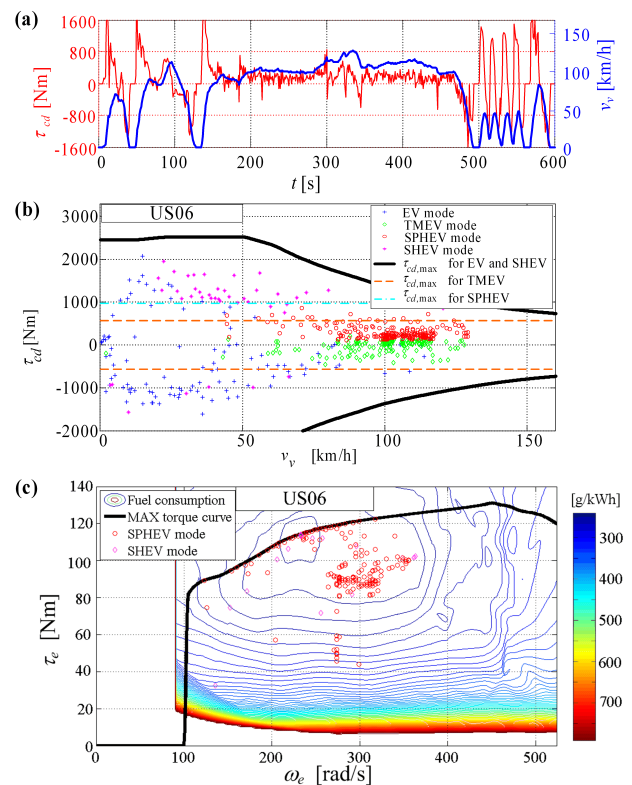 (a)
1600
800
0
-800
-1600
τcd [Nm]
150
100
50
0
vv [km/h]
0
100
200
300
400
500
600
t [s]
(b)
US06
3000
2000
1000
0
-1000
-2000
τcd [Nm]
EV mode
TMEV mode
SPHEV mode
SHEV mode
τcd,max for EV and SHEV
τcd,max for TMEV
τcd,max for SPHEV
0
50
100
150
vv [km/h]
(c)
US06
140
120
100
80
60
40
20
0
τe [Nm]
Fuel consumption
MAX torque curve
SPHEV mode
SHEV mode
0
100
200
300
400
500
ωe [rad/s]
[g/kWh]
300
400
500
600
700